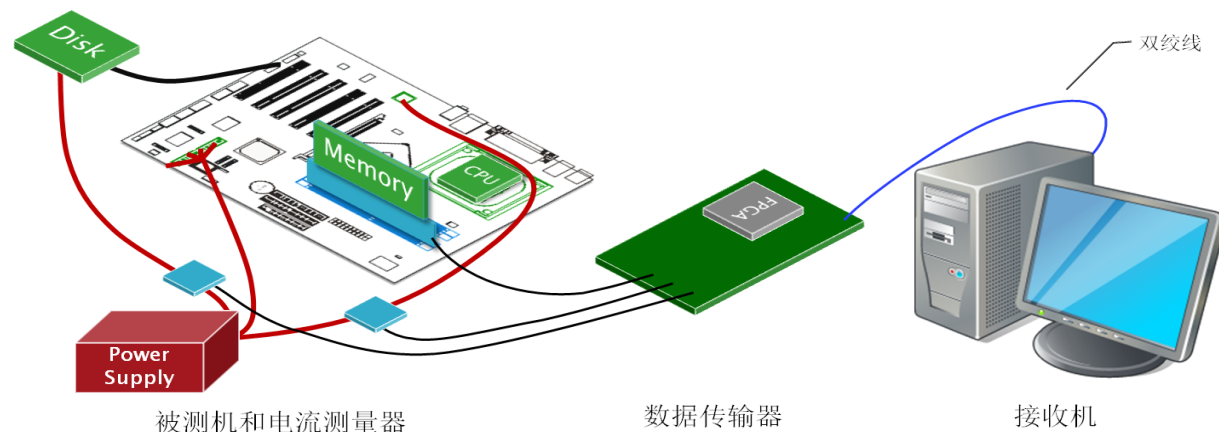 Disk
双绞线
Memory
CPU
FPGA
Power
Supply
被测机和电流测量器
数据传输器
接收机